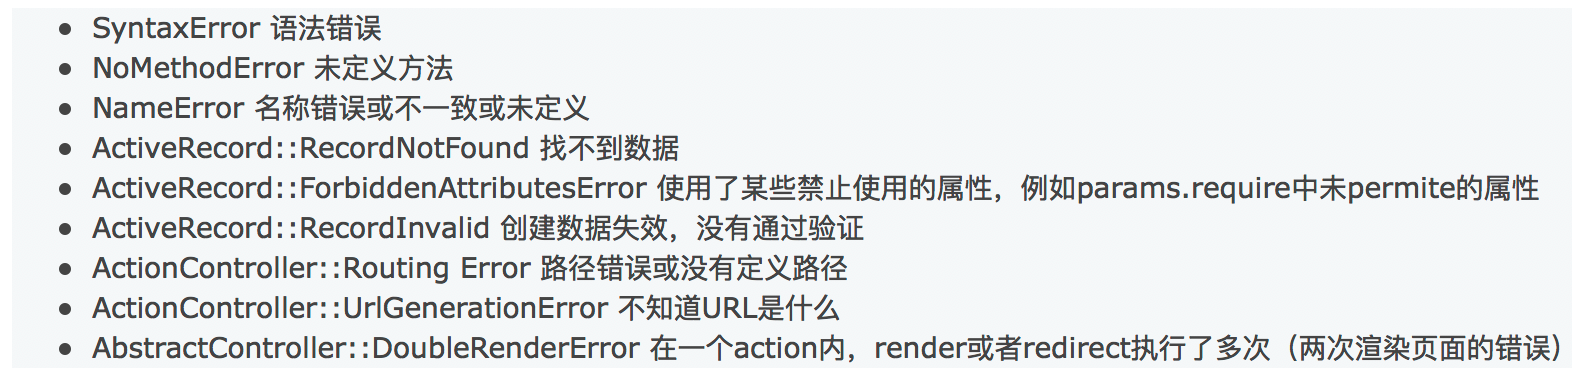 SyntaxError 语法错误
NoMethodError 未定义方法
NameError 名称错误或不一致或未定义
ActiveRecord::RecordNotFound 找不到数据
ActiveRecord::ForbiddenAttributesError 使用了某些禁止使用的属性，例如params.require中未permite的属性
ActiveRecord::RecordInvalid 创建数据失效，没有通过验证
ActionController::Routing Error 路径错误或没有定义路径
ActionController::UrlGenerationError 不知道URL是什么
AbstractController::DoubleRenderError 在一个action内，render或者redirect执行了多次（两次渲染页面的错误）